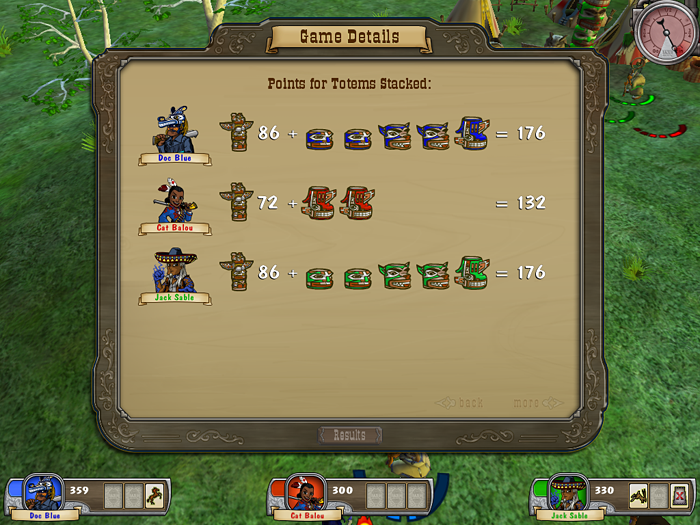 Game Details
Points for Totems Stacked:
86 + = 176
Doc Blue
72 + = 132
Cat Balou
86 + = 176
Jack Sable
back more
Results
359
Doc Blue
300
Cat Balou
330
Jack Sable